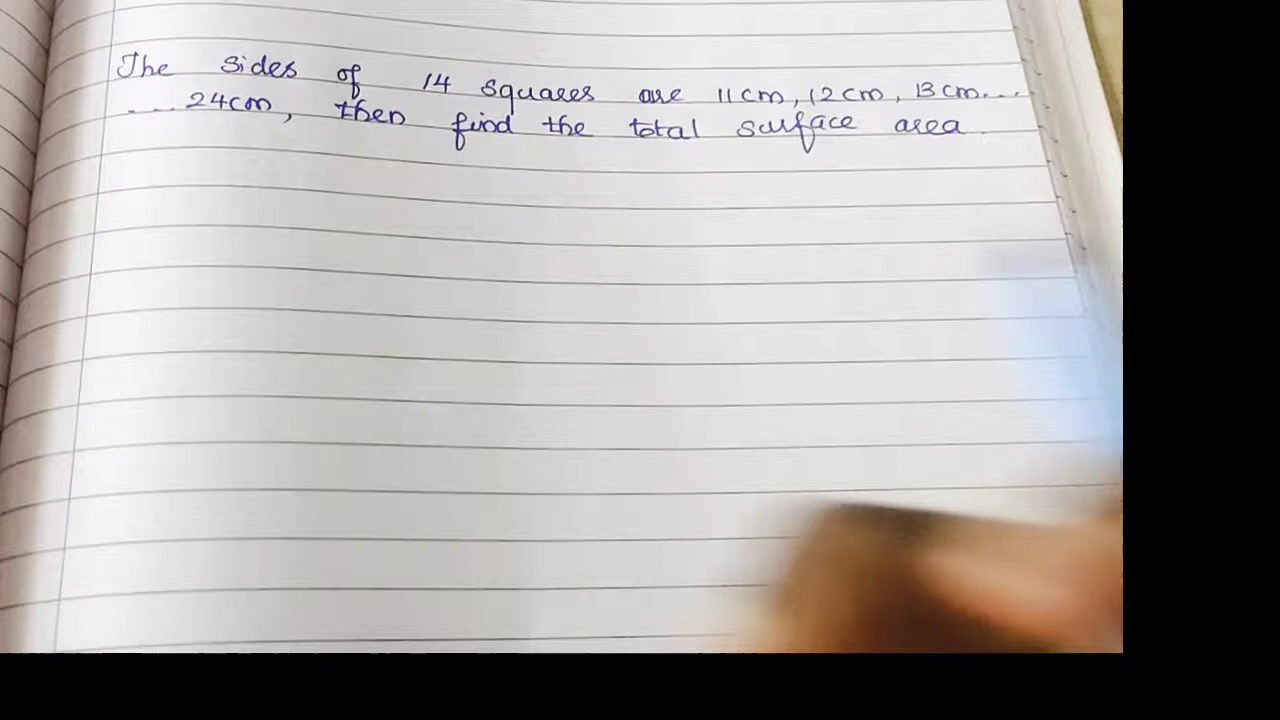 The sides of 14 squares are 11cm, 12cm, 13cm...
... 24cm, then find the total surface area